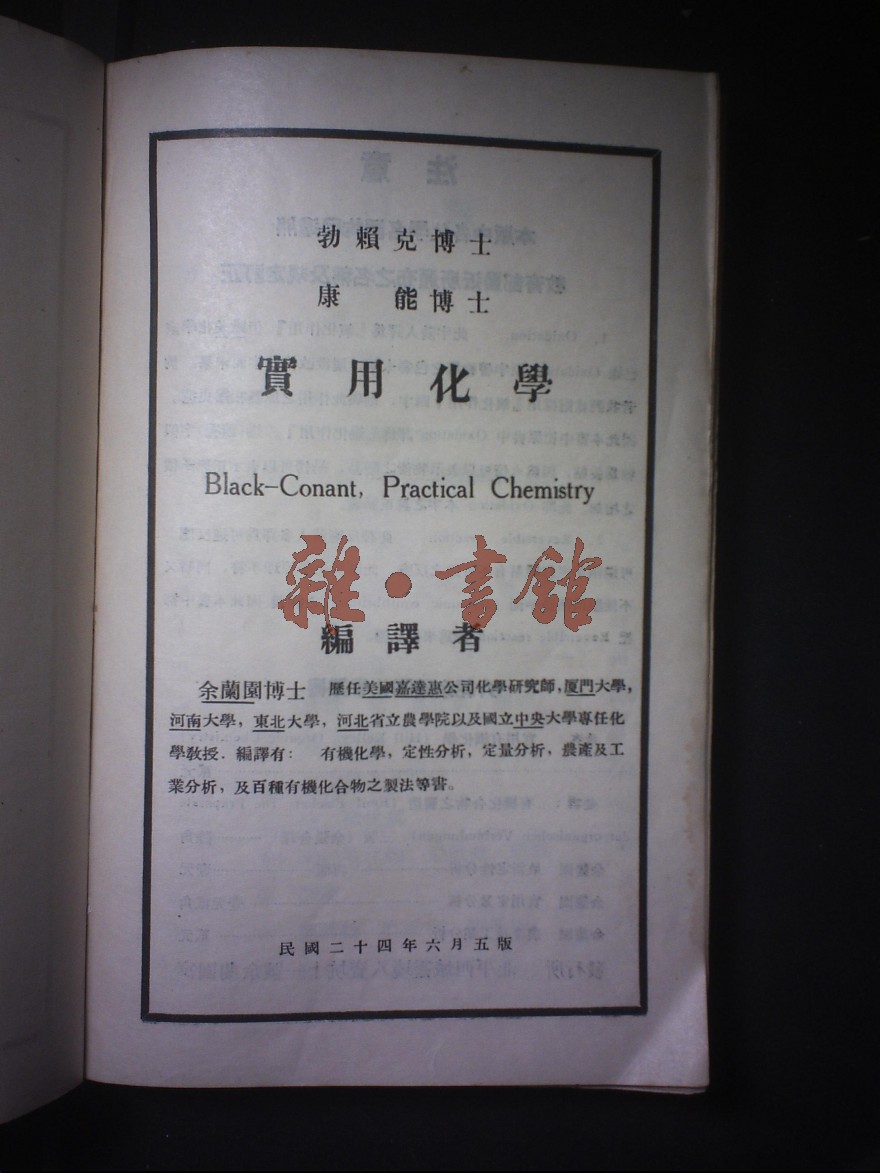 勃賴克博士
康能博士
實用化學
Black-Conant, Practical Chemistry
雜·書館
編譯者
余蘭園博士 歷任美國嘉達惠公司化學研究師,厦門大學,
河南大學,東北大學,河北省立農學院以及國立中央大學專任化
學教授.編譯有: 有機化學,定性分析,定量分析,農產及工
業分析,及百種有機化合物之製法等書。
民國二十四年六月五版